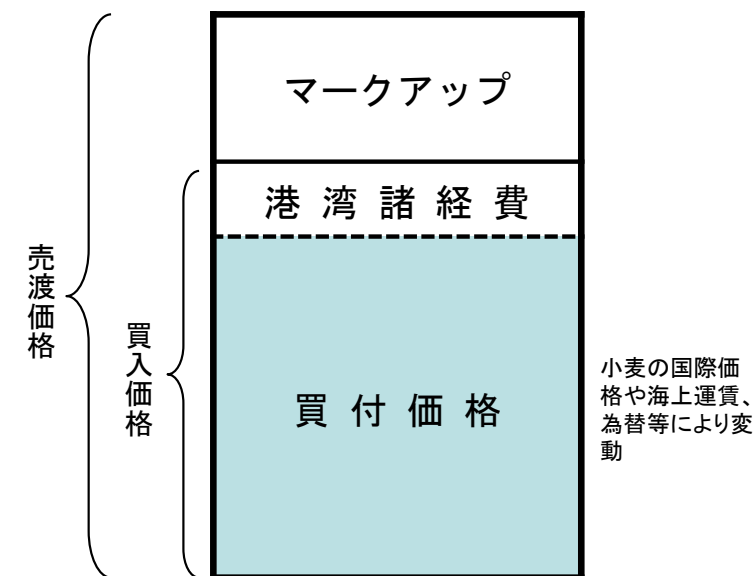 マークアップ
港湾諸経費
売渡価格
買入価格
買付価格
小麦の国際価
格や海上運賃、
為替等により変
動